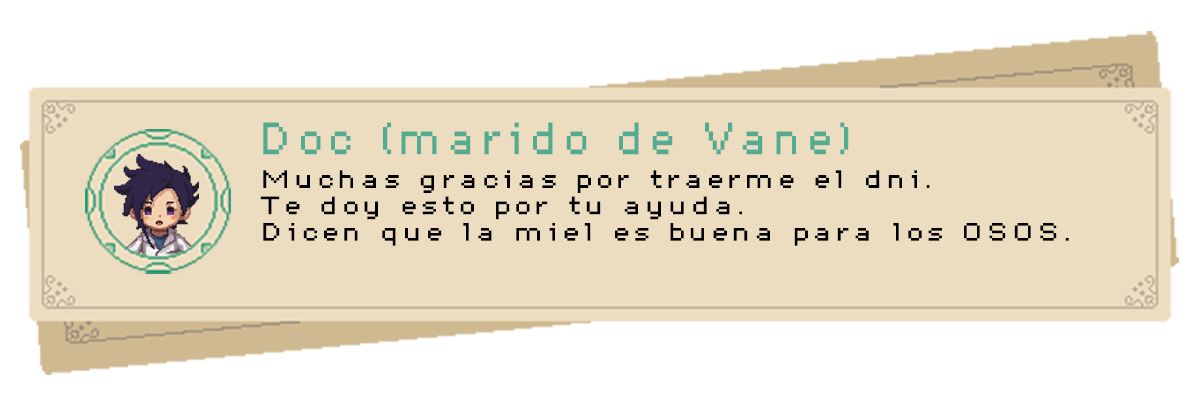 Doc (marido de Vane)
Muchas gracias por traerme el dni.
Te doy esto por tu ayuda.
Dicen que la miel es buena para los OSOS.